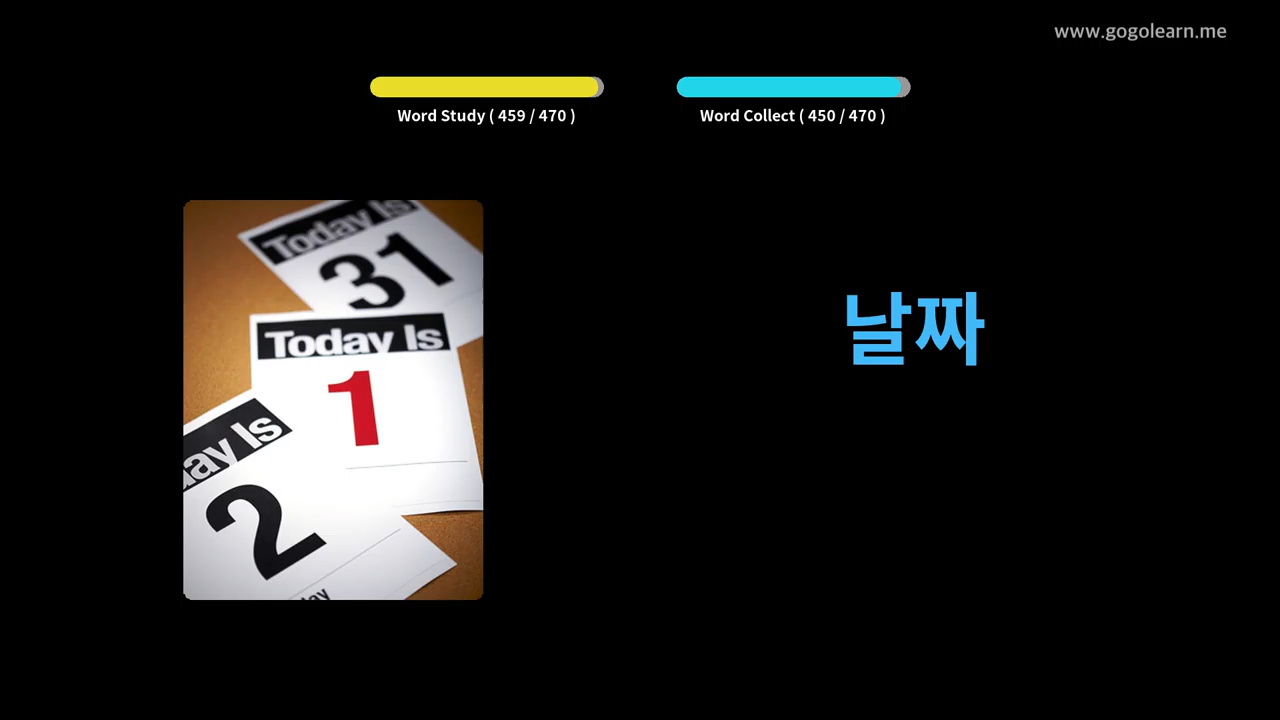 www.gogolearn.me
Word Study ( 459 / 470 )
Word Collect ( 450 / 470 )
Today Is
31
Today Is
1
ay Is
2
날짜